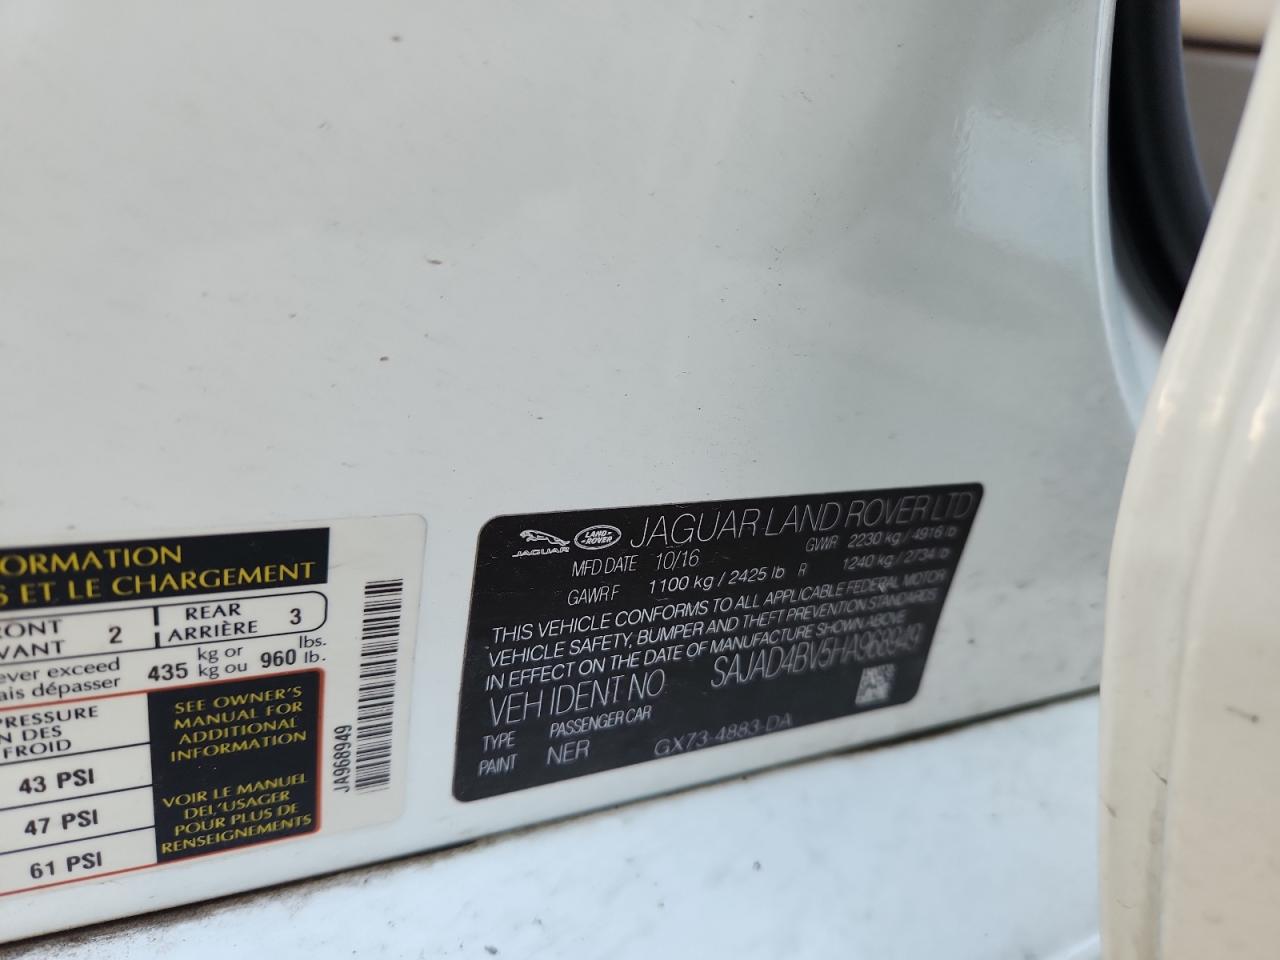 ORMATION
S ET LE CHARGEMENT
RONT
VANT
2
REAR
ARRIÈRE
3
ever exceed
ais dépasser
435
kg or
kg ou
960
lbs.
lb.
PRESSURE
N DES
FROID
43 PSI
47 PSI
61 PSI
SEE OWNER'S
MANUAL FOR
ADDITIONAL
INFORMATION
VOIR LE MANUEL
DEL'USAGER
POUR PLUS DE
RENSEIGNEMENTS
JA968949
JAGUAR
LAND-
-ROVER
JAGUAR LAND ROVER LTD
MFD DATE 10/16 GVWR 2230 kg / 4916 lb
GAWR F 1100 kg / 2425 lb R 1240 kg / 2734 lb
THIS VEHICLE CONFORMS TO ALL APPLICABLE FEDERAL MOTOR
VEHICLE SAFETY, BUMPER AND THEFT PREVENTION STANDARDS
IN EFFECT ON THE DATE OF MANUFACTURE SHOWN ABOVE
VEH IDENT NO SAJAD4BV5HA968949
TYPE PASSENGER CAR
PAINT NER GX73-4883-DA